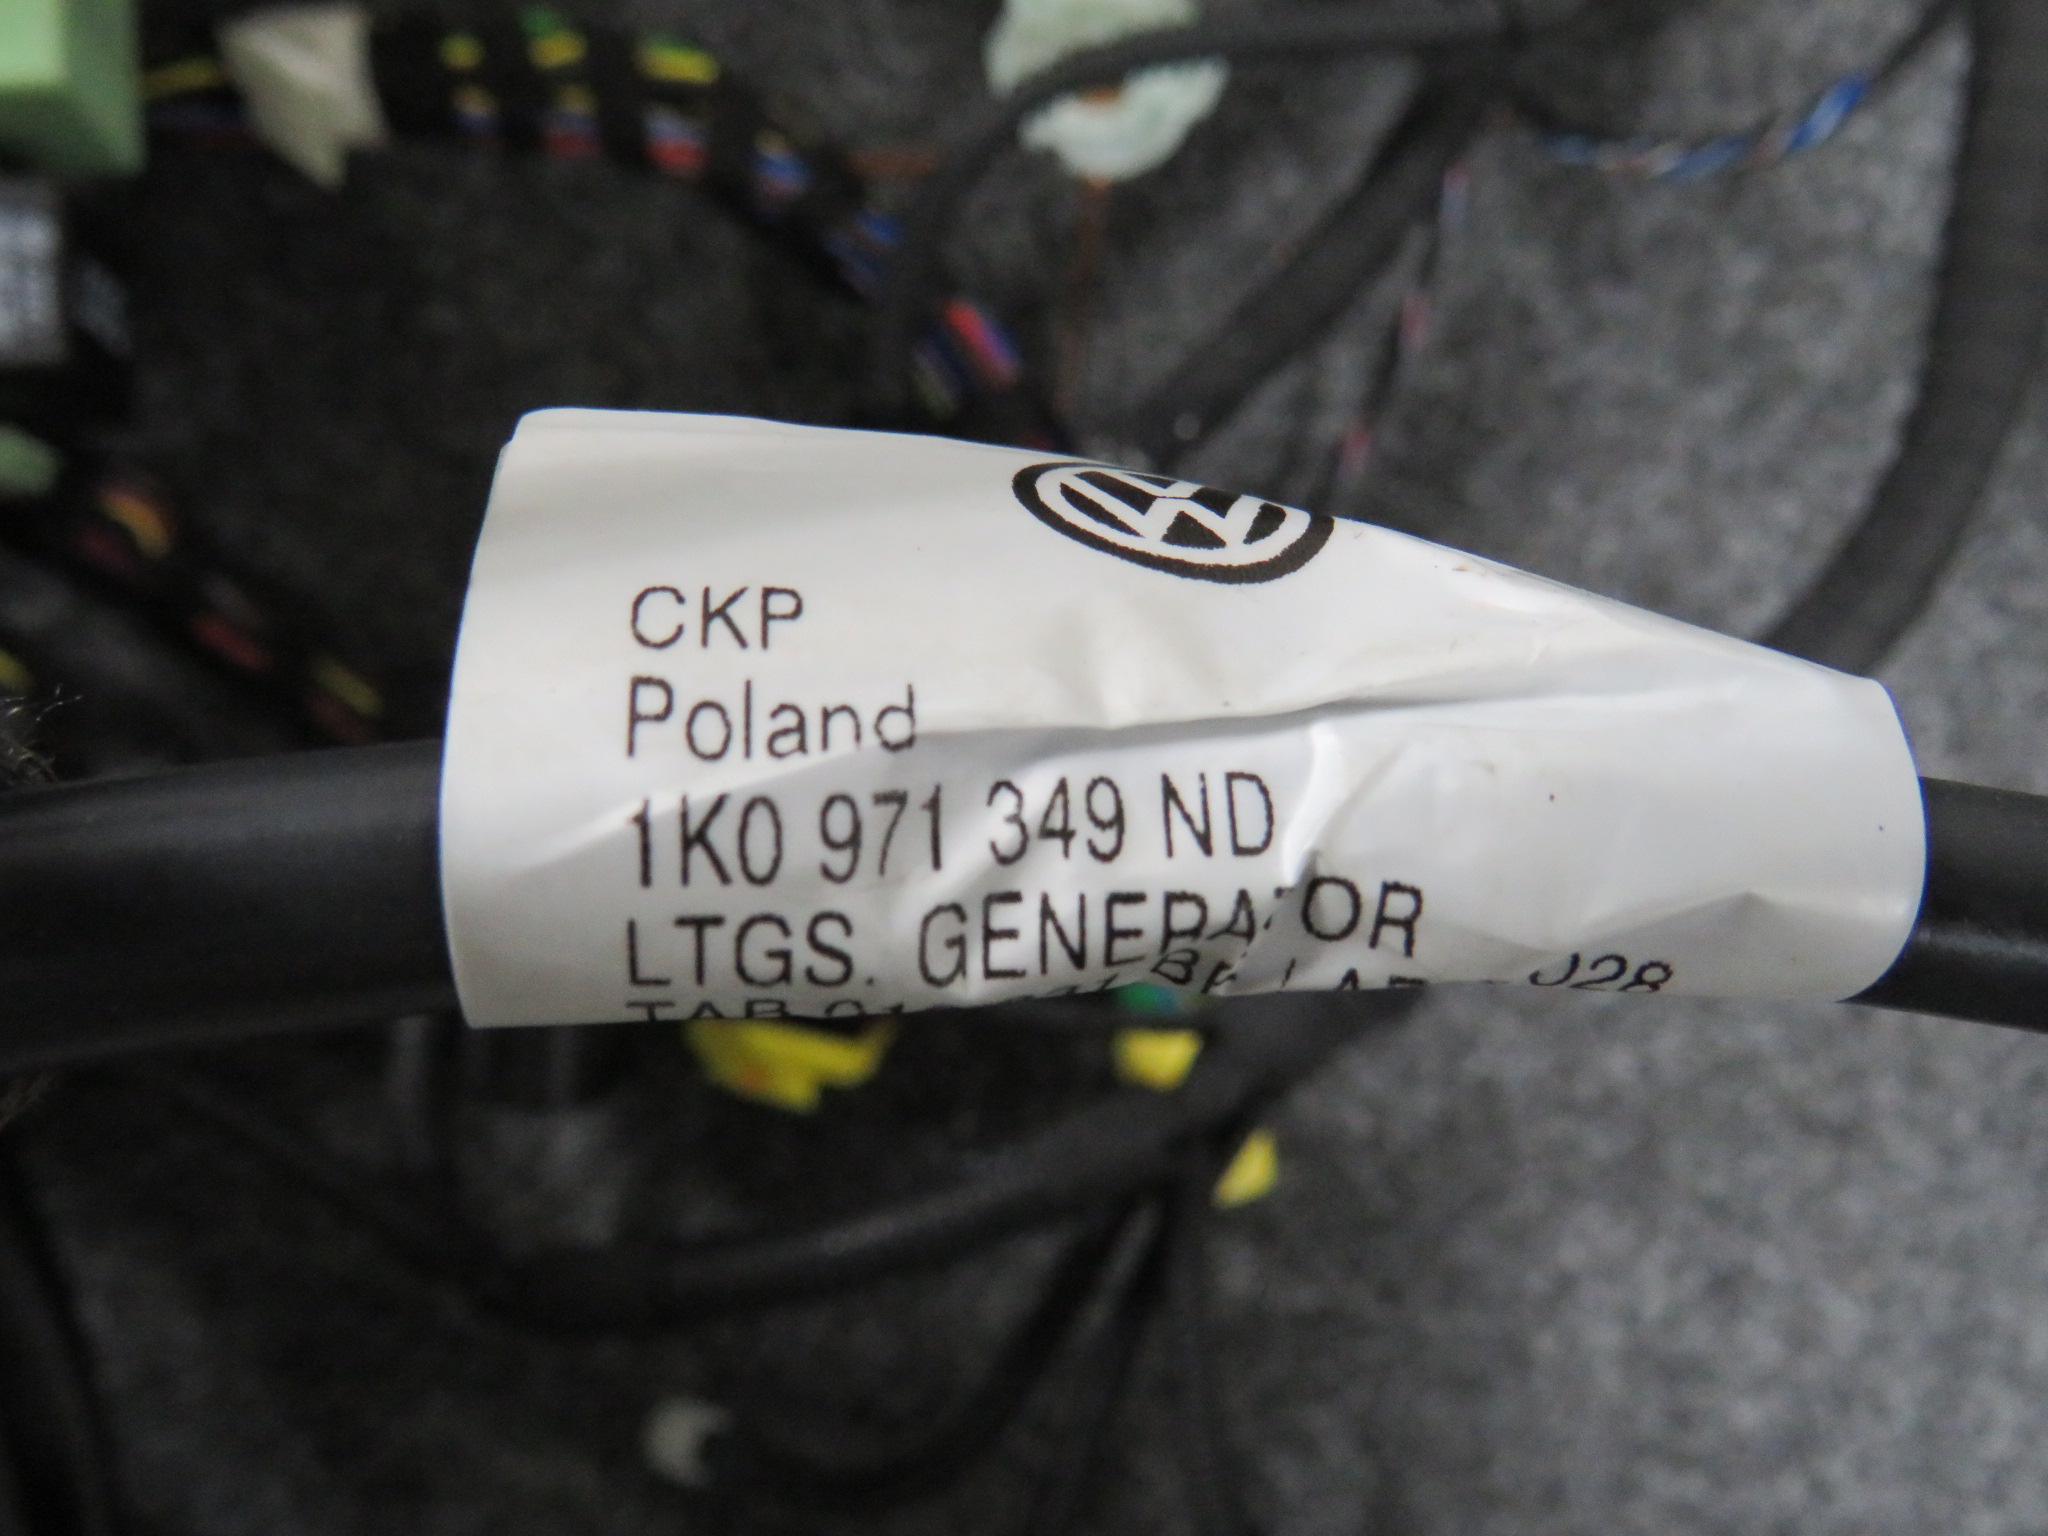 CKP
Poland
1K0 971 349 ND
LTGS. GENERATOR